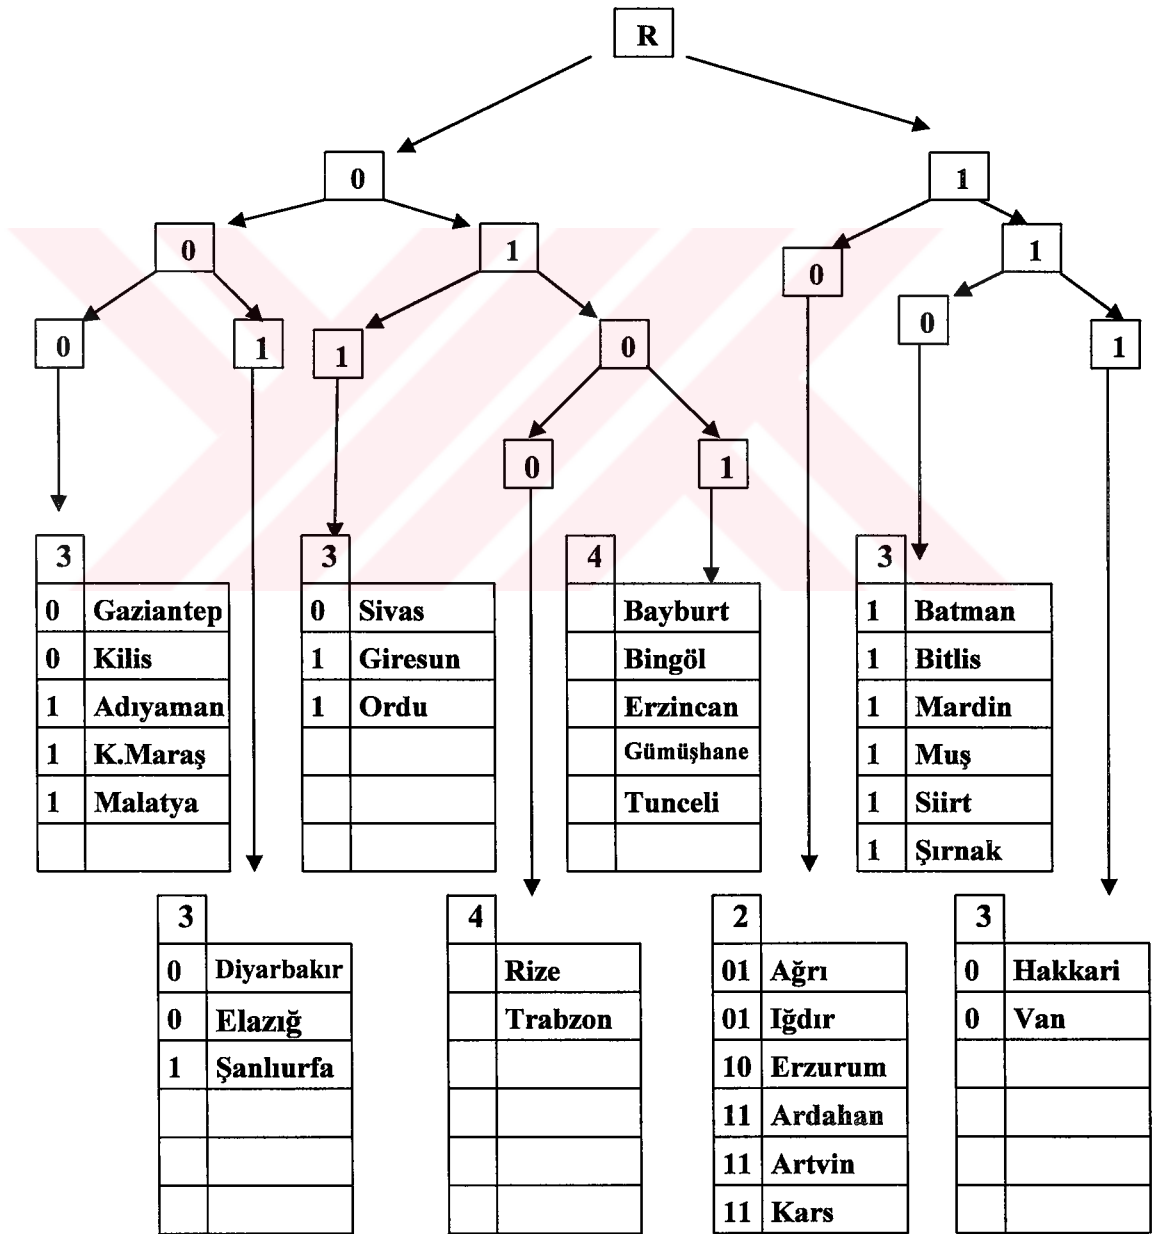 R
0 1
0 1 0 1
0 1 1 0 0 1
0 1
3
0 Gaziantep
0 Kilis
1 Adıyaman
1 K.Maraş
1 Malatya
3
0 Sivas
1 Giresun
1 Ordu
4
Bayburt
Bingöl
Erzincan
Gümüşhane
Tunceli
3
1 Batman
1 Bitlis
1 Mardin
1 Muş
1 Siirt
1 Şırnak
3
0 Diyarbakır
0 Elazığ
1 Şanlıurfa
4
Rize
Trabzon
2
01 Ağrı
01 Iğdır
10 Erzurum
11 Ardahan
11 Artvin
11 Kars
3
0 Hakkari
0 Van